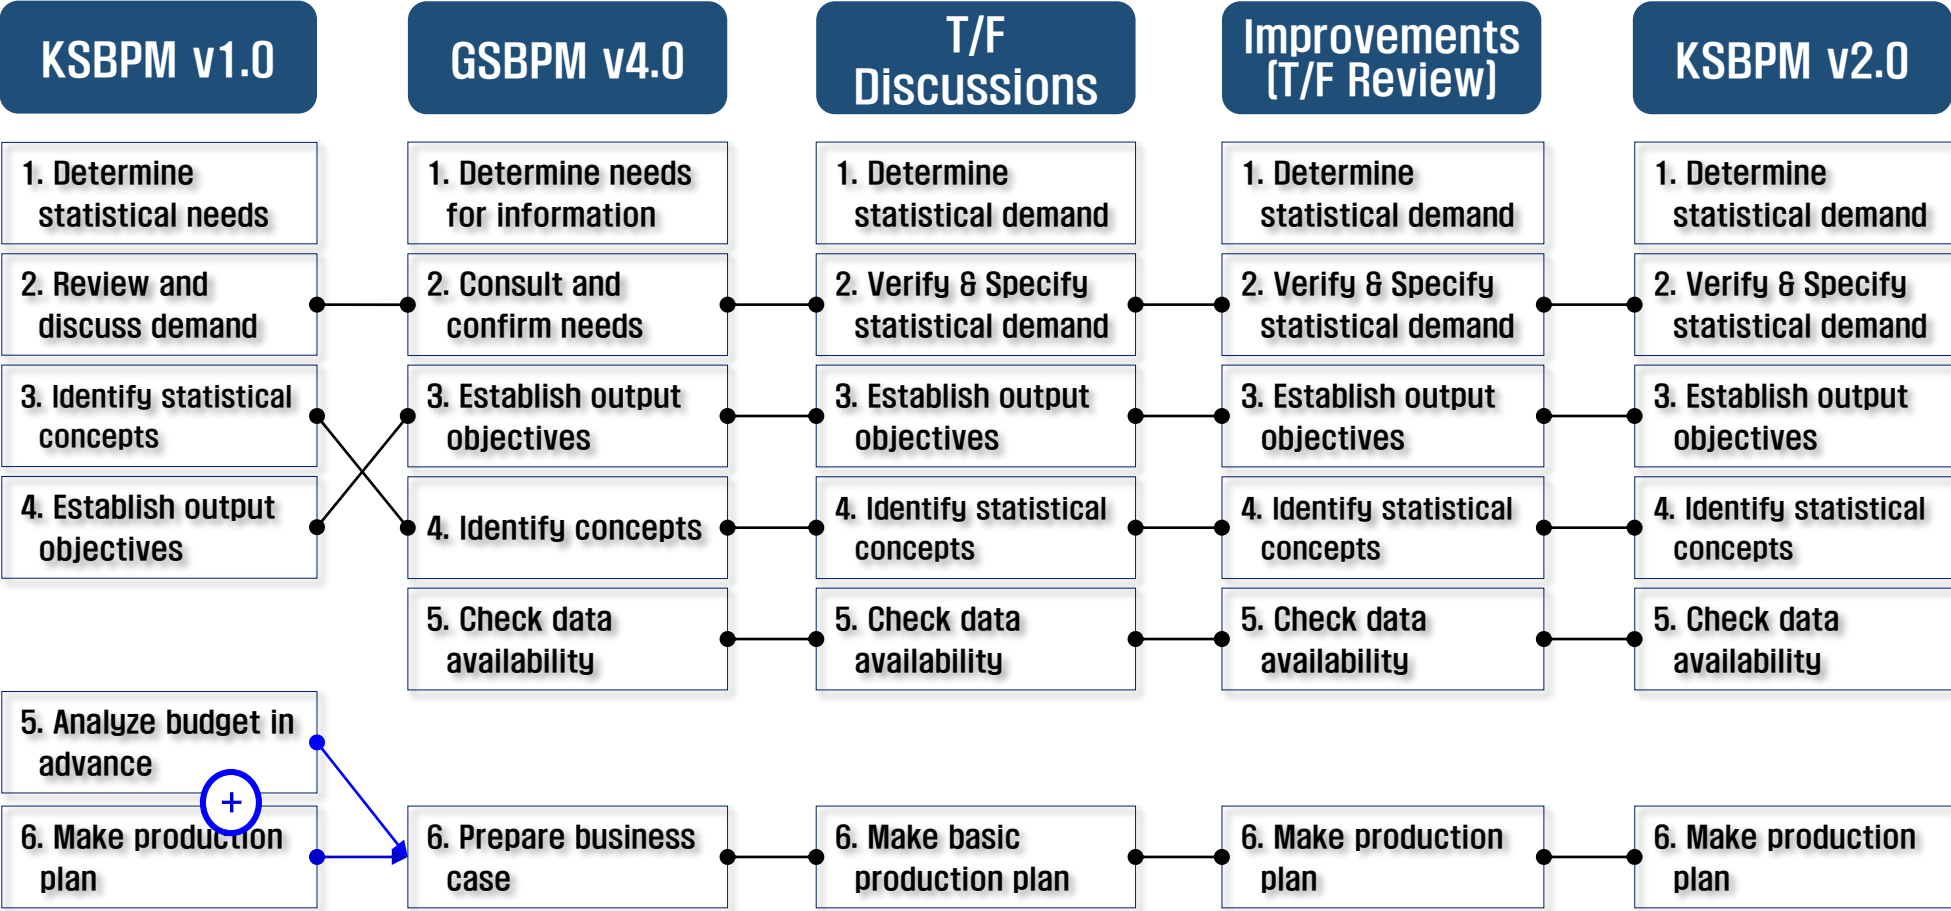 KSBPM v1.0
GSBPM v4.0
T/F
Discussions
Improvements
(T/F Review)
KSBPM v2.0
1. Determine
statistical needs
1. Determine needs
for information
1. Determine
statistical demand
1. Determine
statistical demand
1. Determine
statistical demand
2. Review and
discuss demand
2. Consult and
confirm needs
2. Verify & Specify
statistical demand
2. Verify & Specify
statistical demand
2. Verify & Specify
statistical demand
3. Identify statistical
concepts
3. Establish output
objectives
3. Establish output
objectives
3. Establish output
objectives
3. Establish output
objectives
4. Establish output
objectives
4. Identify concepts
4. Identify statistical
concepts
4. Identify statistical
concepts
4. Identify statistical
concepts
5. Check data
availability
5. Check data
availability
5. Check data
availability
5. Check data
availability
5. Analyze budget in
advance
+
6. Make production
plan
6. Prepare business
case
6. Make basic
production plan
6. Make production
plan
6. Make production
plan